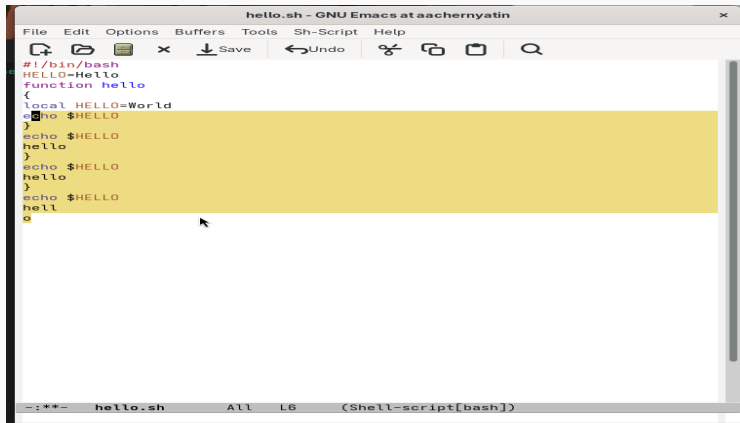 hello.sh - GNU Emacs at aachernyatin
File Edit Options Buffers Tools Sh-Script Help
Save Undo
#!/bin/bash
HELLO=Hello
function hello
{
local HELLO=World
echo $HELLO
}
echo $HELLO
hello
}
echo $HELLO
hello
}
echo $HELLO
hell
o
-:**- hello.sh All L6 (Shell-script[bash])